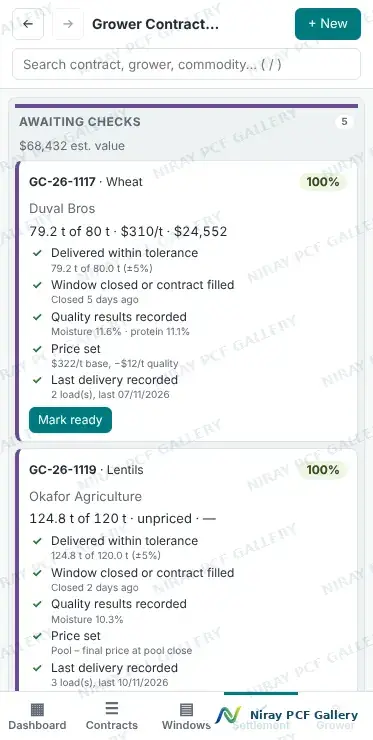 Grower Contract...
+ New
Search contract, grower, commodity... ( / )
AWAITING CHECKS
5
$68,432 est. value
GC-26-1117 · Wheat
100%
Duval Bros
79.2 t of 80 t · $310/t · $24,552
Delivered within tolerance
79.2 t of 80.0 t (±5%)
Window closed or contract filled
Closed 5 days ago
Quality results recorded
Moisture 11.6% · protein 11.1%
Price set
$322/t base, −$12/t quality
Last delivery recorded
2 load(s), last 07/11/2026
Mark ready
GC-26-1119 · Lentils
100%
Okafor Agriculture
124.8 t of 120 t · unpriced · —
Delivered within tolerance
124.8 t of 120.0 t (±5%)
Window closed or contract filled
Closed 2 days ago
Quality results recorded
Moisture 10.3%
Price set
Pool – final price at pool close
Last delivery recorded
3 load(s), last 10/11/2026
Dashboard
Contracts
Windows
Settlement
Grower
Niray PCF Gallery
NIRAY PCF GALLERY